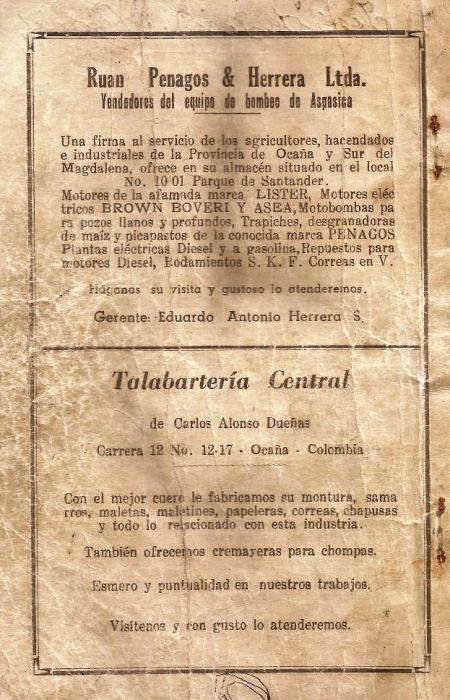 Ruan Penagos & Herrera Ltda.
Vendedores del equipo de bombeo de Aspasica
Una firma al servicio de los agricultores, hacendados
e industriales de la Provincia de Ocaña y Sur del
Magdalena, ofrece en su almacén situado en el local
No. 10 01 Parque de Santander.
Motores de la afamada marca LISTER, Motores eléc
tricos BROWN BOVERI Y ASEA, Motobombas pa
ra pozos llanos y profundos, Trapiches, desgranadoras
de maíz y picapastos de la conocida marca PENAGOS
Plantas eléctricas Diesel y a gasolina, Repuestos para
motores Diesel, Rodamientos S. K. F. Correas en V.
Háganos su visita y gustoso lo atenderemos.
Gerente: Eduardo Antonio Herrera S.
Talabartería Central
de Carlos Alonso Dueñas
Carrera 12 No. 12-17 - Ocaña - Colombia
Con el mejor cuero le fabricamos su montura, sama
rros, maletas, maletines, papeleras, correas, chapusas
y todo lo relacionado con esta industria.
También ofrecemos cremayeras para chompas.
Esmero y puntualidad en nuestros trabajos.
Visítenos y con gusto lo atenderemos.